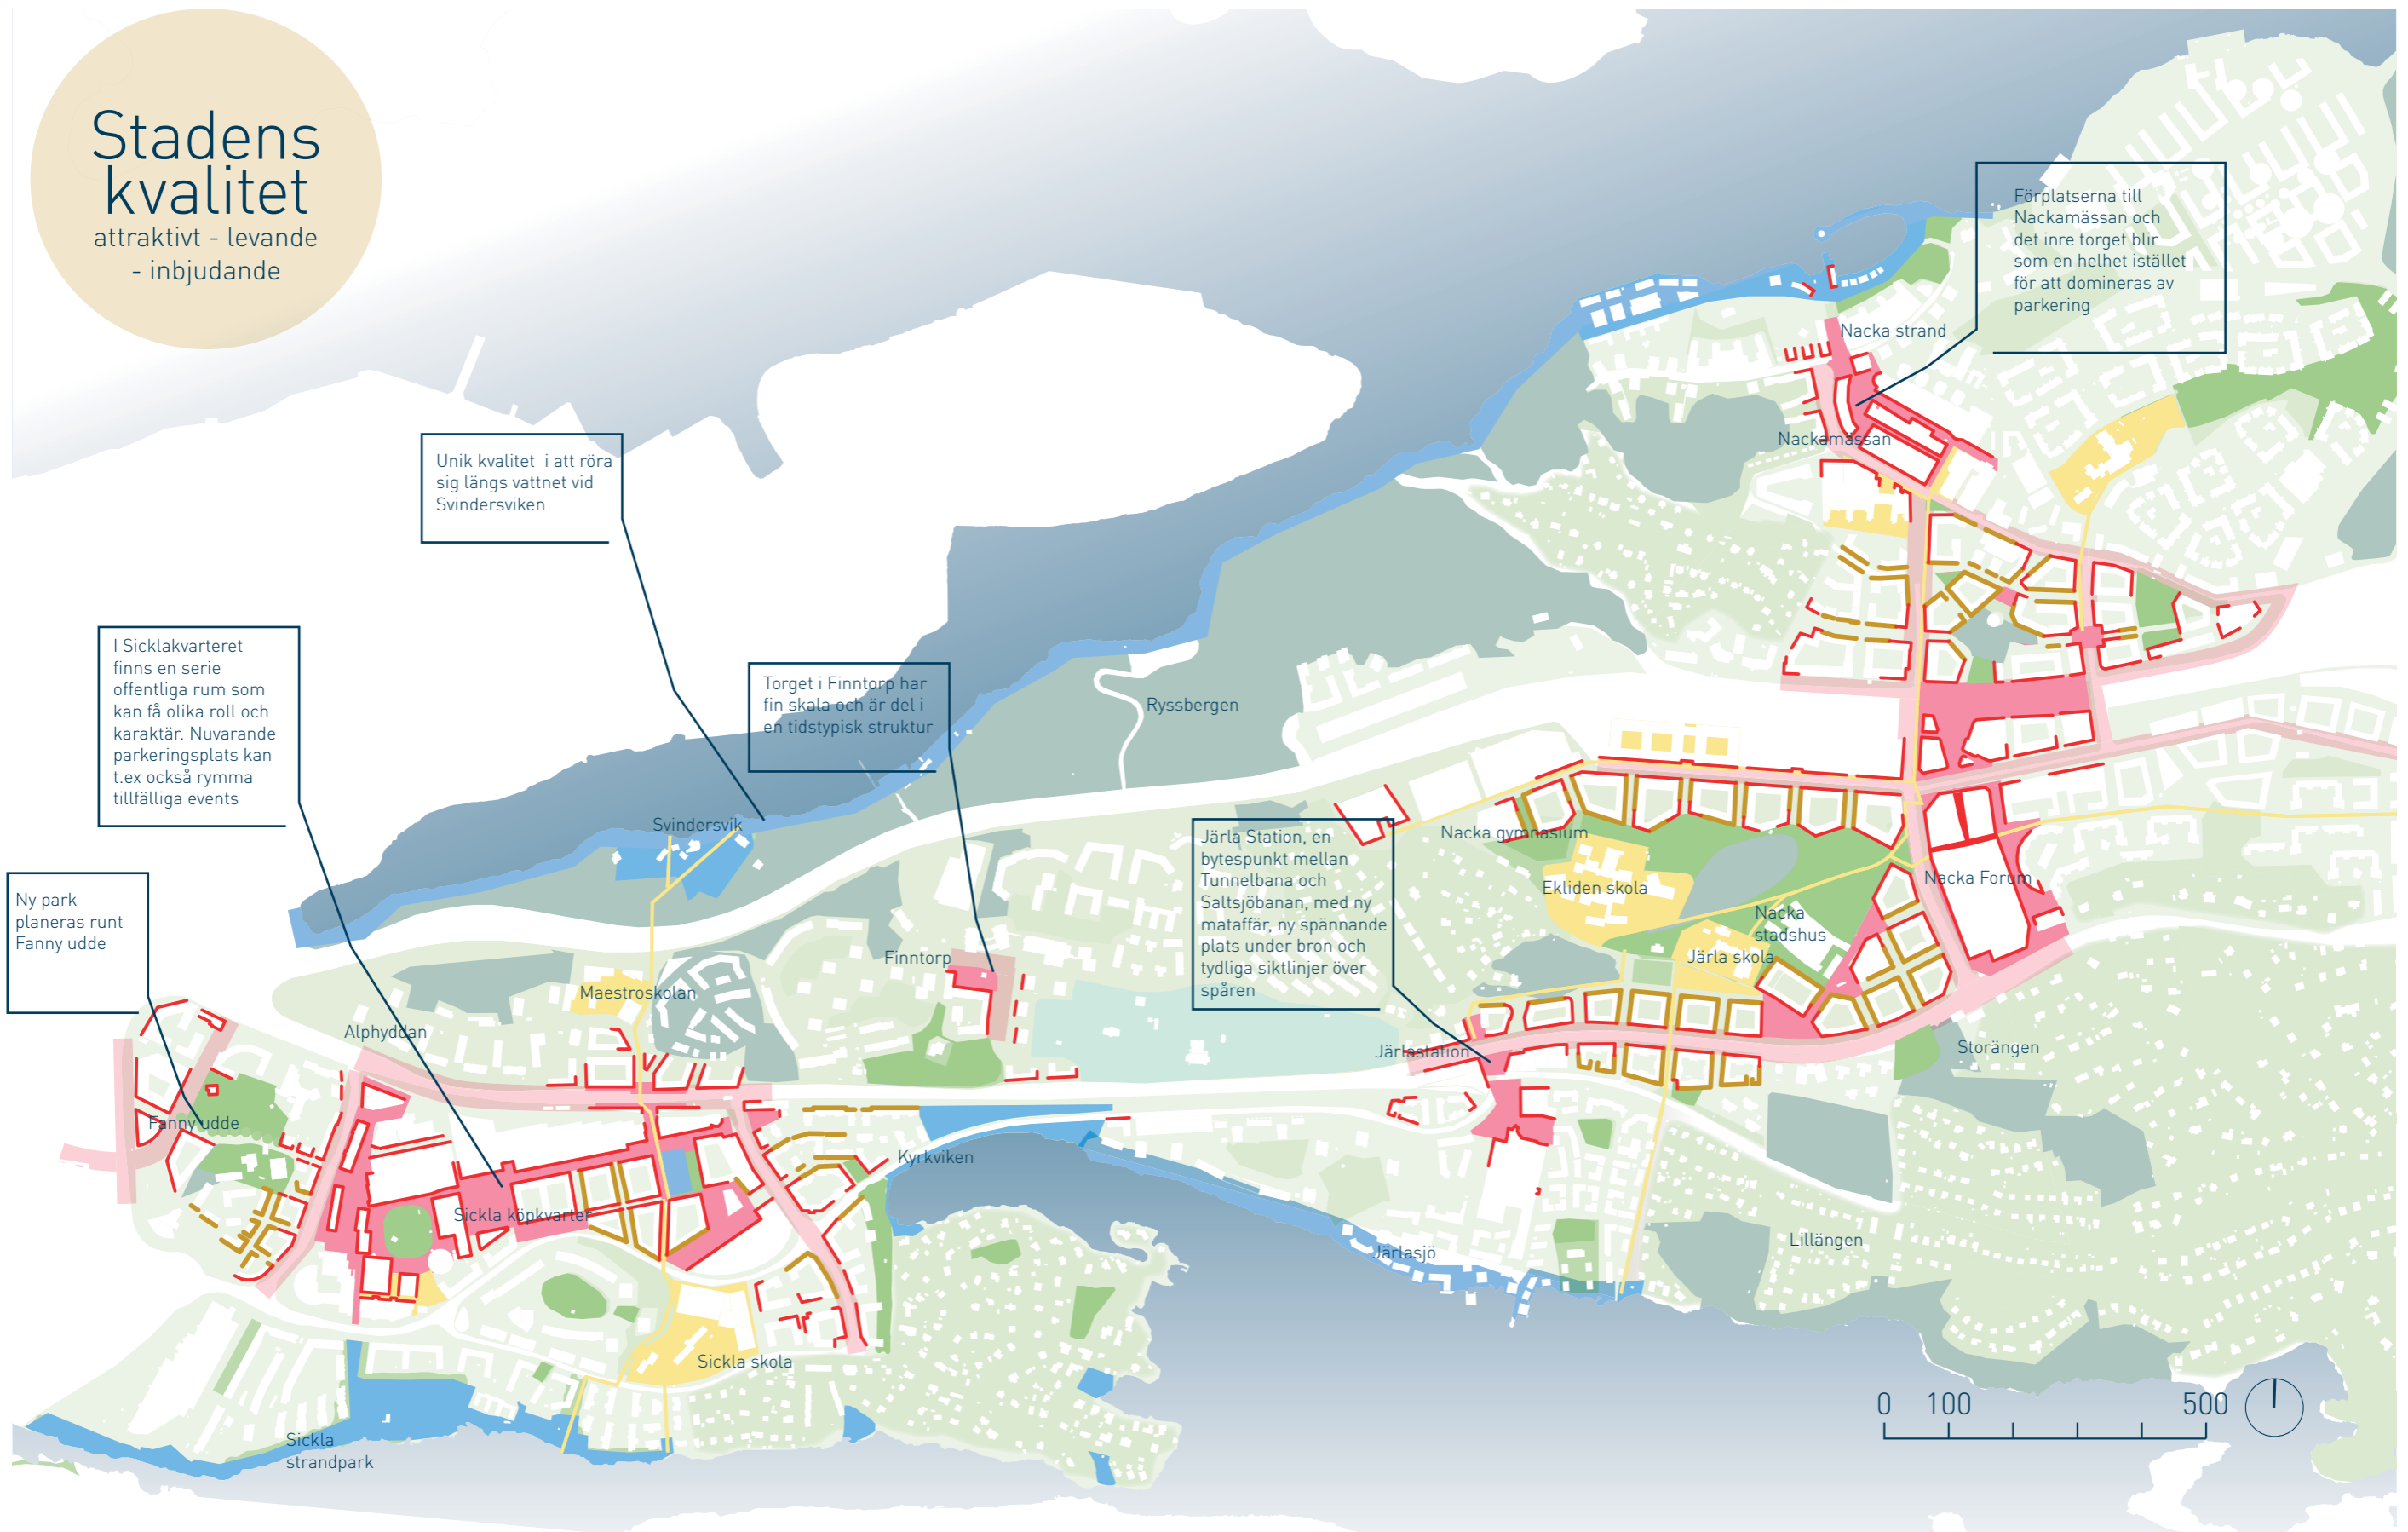 Stadens
kvalitet
attraktivt - levande
- inbjudande
Förplatserna till
Nackamässan och
det inre torget blir
som en helhet istället
för att domineras av
parkering
Nacka strand
Nackamässan
Unik kvalitet i att röra
sig längs vattnet vid
Svindersviken
I Sicklakvarteret
finns en serie
offentliga rum som
kan få olika roll och
karaktär. Nuvarande
parkeringsplats kan
t.ex också rymma
tillfälliga events
Torget i Finntorp har
fin skala och är del i
en tidstypisk struktur
Ryssbergen
Svindersvik
Ny park
planeras runt
Fanny udde
Järla Station, en
bytespunkt mellan
Tunnelbana och
Saltsjöbanan, med ny
mataffär, ny spännande
plats under bron och
tydliga siktlinjer över
spåren
Nacka gymnasium
Ekliden skola
Nacka Forum
Nacka
stadshus
Järla skola
Finntorp
Maestroskolan
Alphyddan
Järlastation
Storängen
Fanny udde
Kyrkviken
Sickla köpkvarter
Järlasjö
Lillängen
Sickla skola
Sickla
strandpark
0 100 500